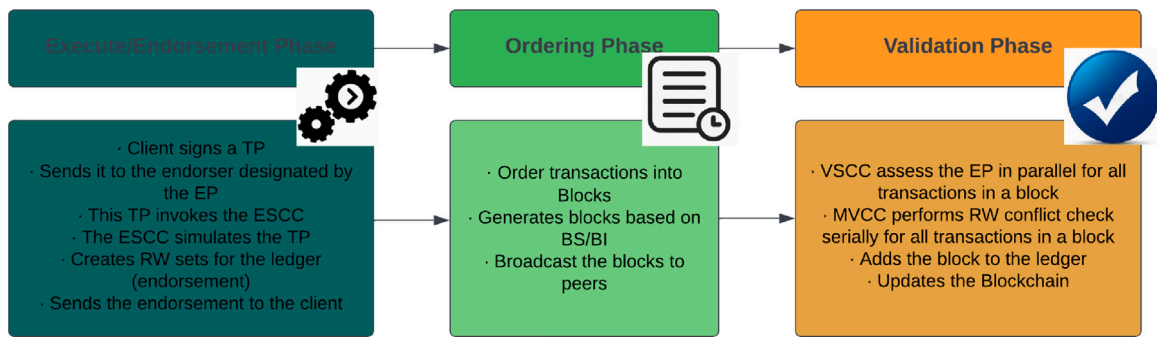 Execute/Endorsement Phase
Ordering Phase
Validation Phase
· Client signs a TP
· Sends it to the endorser designated by
the EP
· This TP invokes the ESCC
· The ESCC simulates the TP
· Creates RW sets for the ledger
(endorsement)
· Sends the endorsement to the client
· Order transactions into
Blocks
· Generates blocks based on
BS/BI
· Broadcast the blocks to
peers
· VSCC assess the EP in parallel for all
transactions in a block
· MVCC performs RW conflict check
serially for all transactions in a block
· Adds the block to the ledger
· Updates the Blockchain